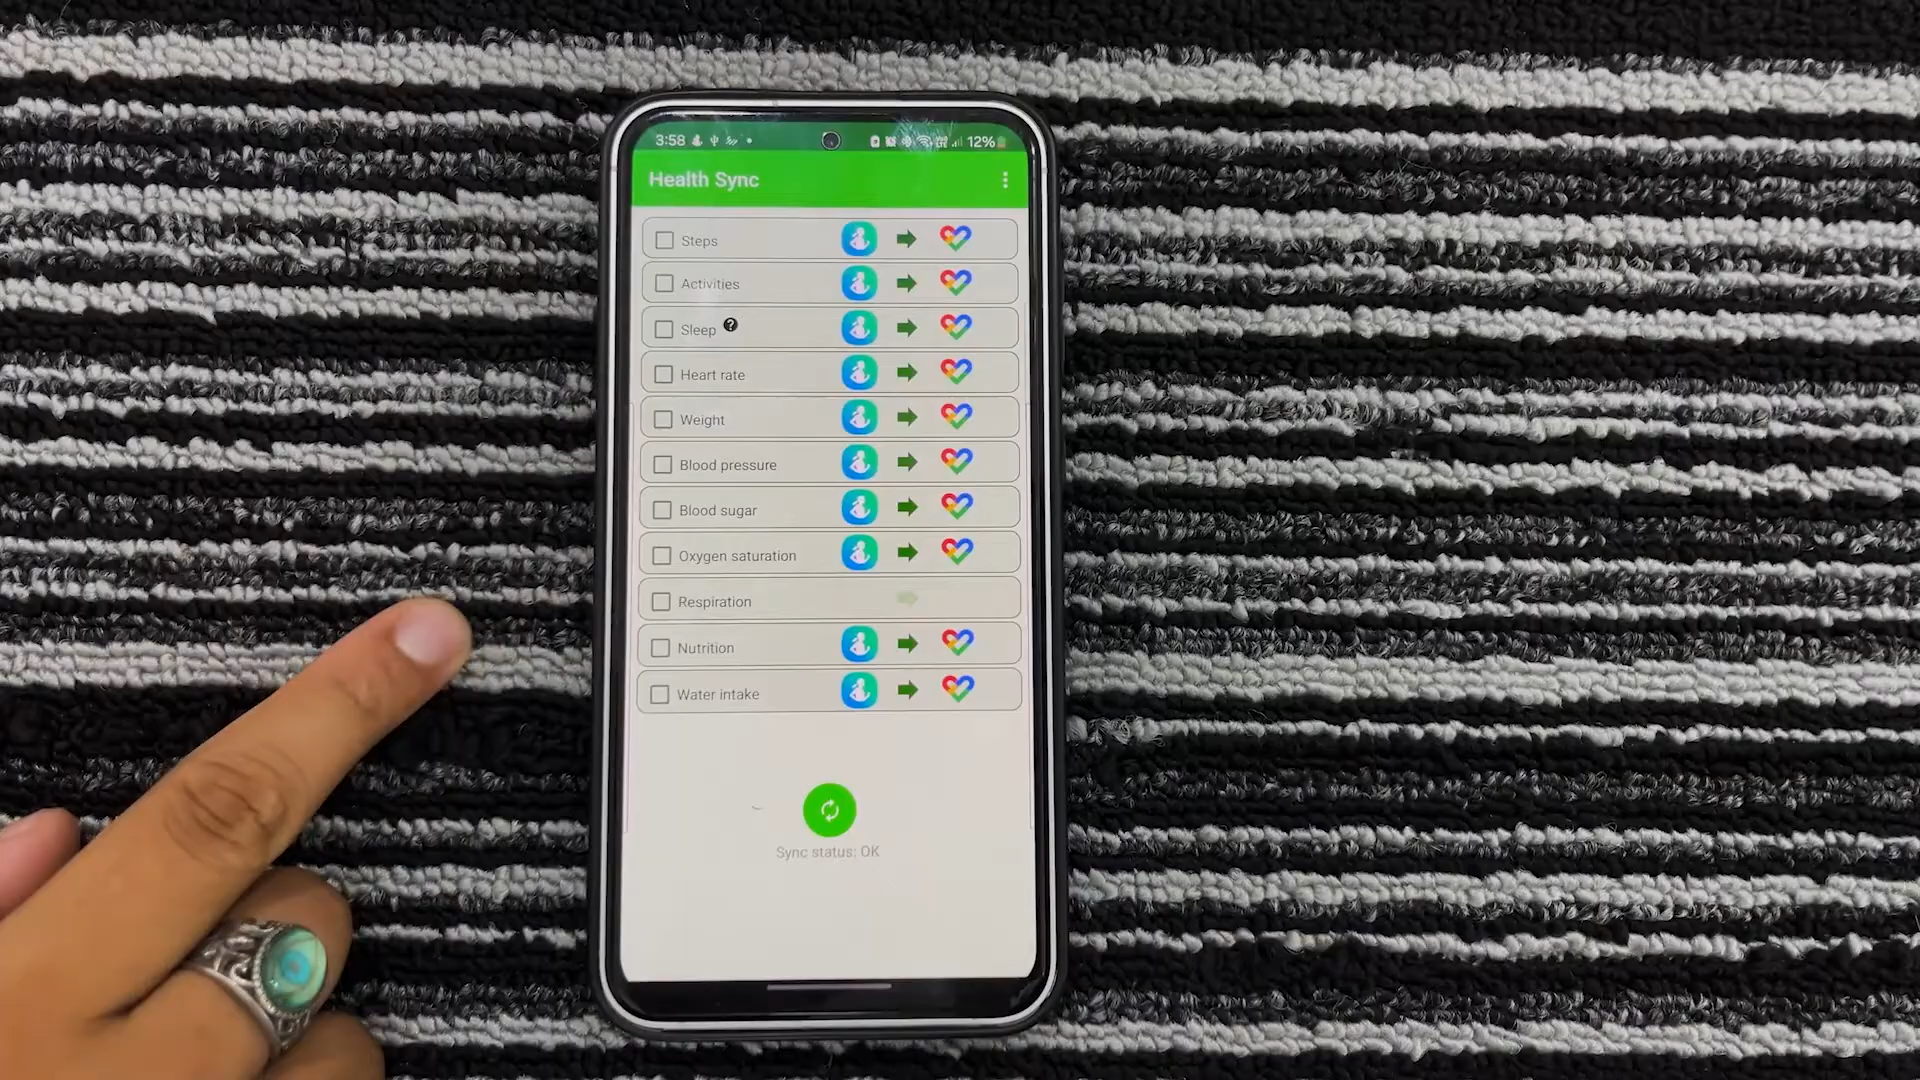 3:58 12%
Health Sync
Steps
Activities
Sleep ?
Heart rate
Weight
Blood pressure
Blood sugar
Oxygen saturation
Respiration
Nutrition
Water intake
Sync status: OK